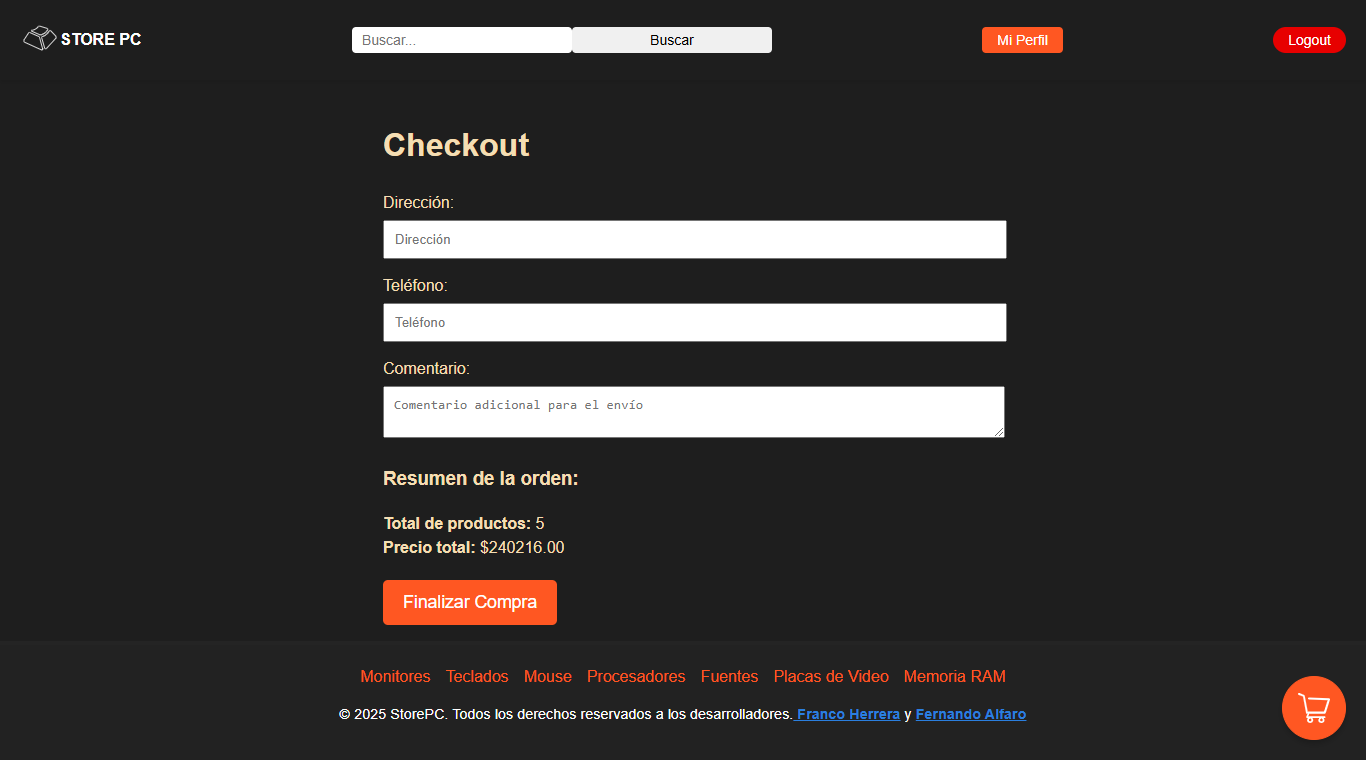 STORE PC
Buscar...
Buscar
Mi Perfil
Logout
Checkout
Dirección:
Dirección
Teléfono:
Teléfono
Comentario:
Comentario adicional para el envío
Resumen de la orden:
Total de productos: 5
Precio total: $240216.00
Finalizar Compra
Monitores Teclados Mouse Procesadores Fuentes Placas de Video Memoria RAM
© 2025 StorePC. Todos los derechos reservados a los desarrolladores. Franco Herrera y Fernando Alfaro